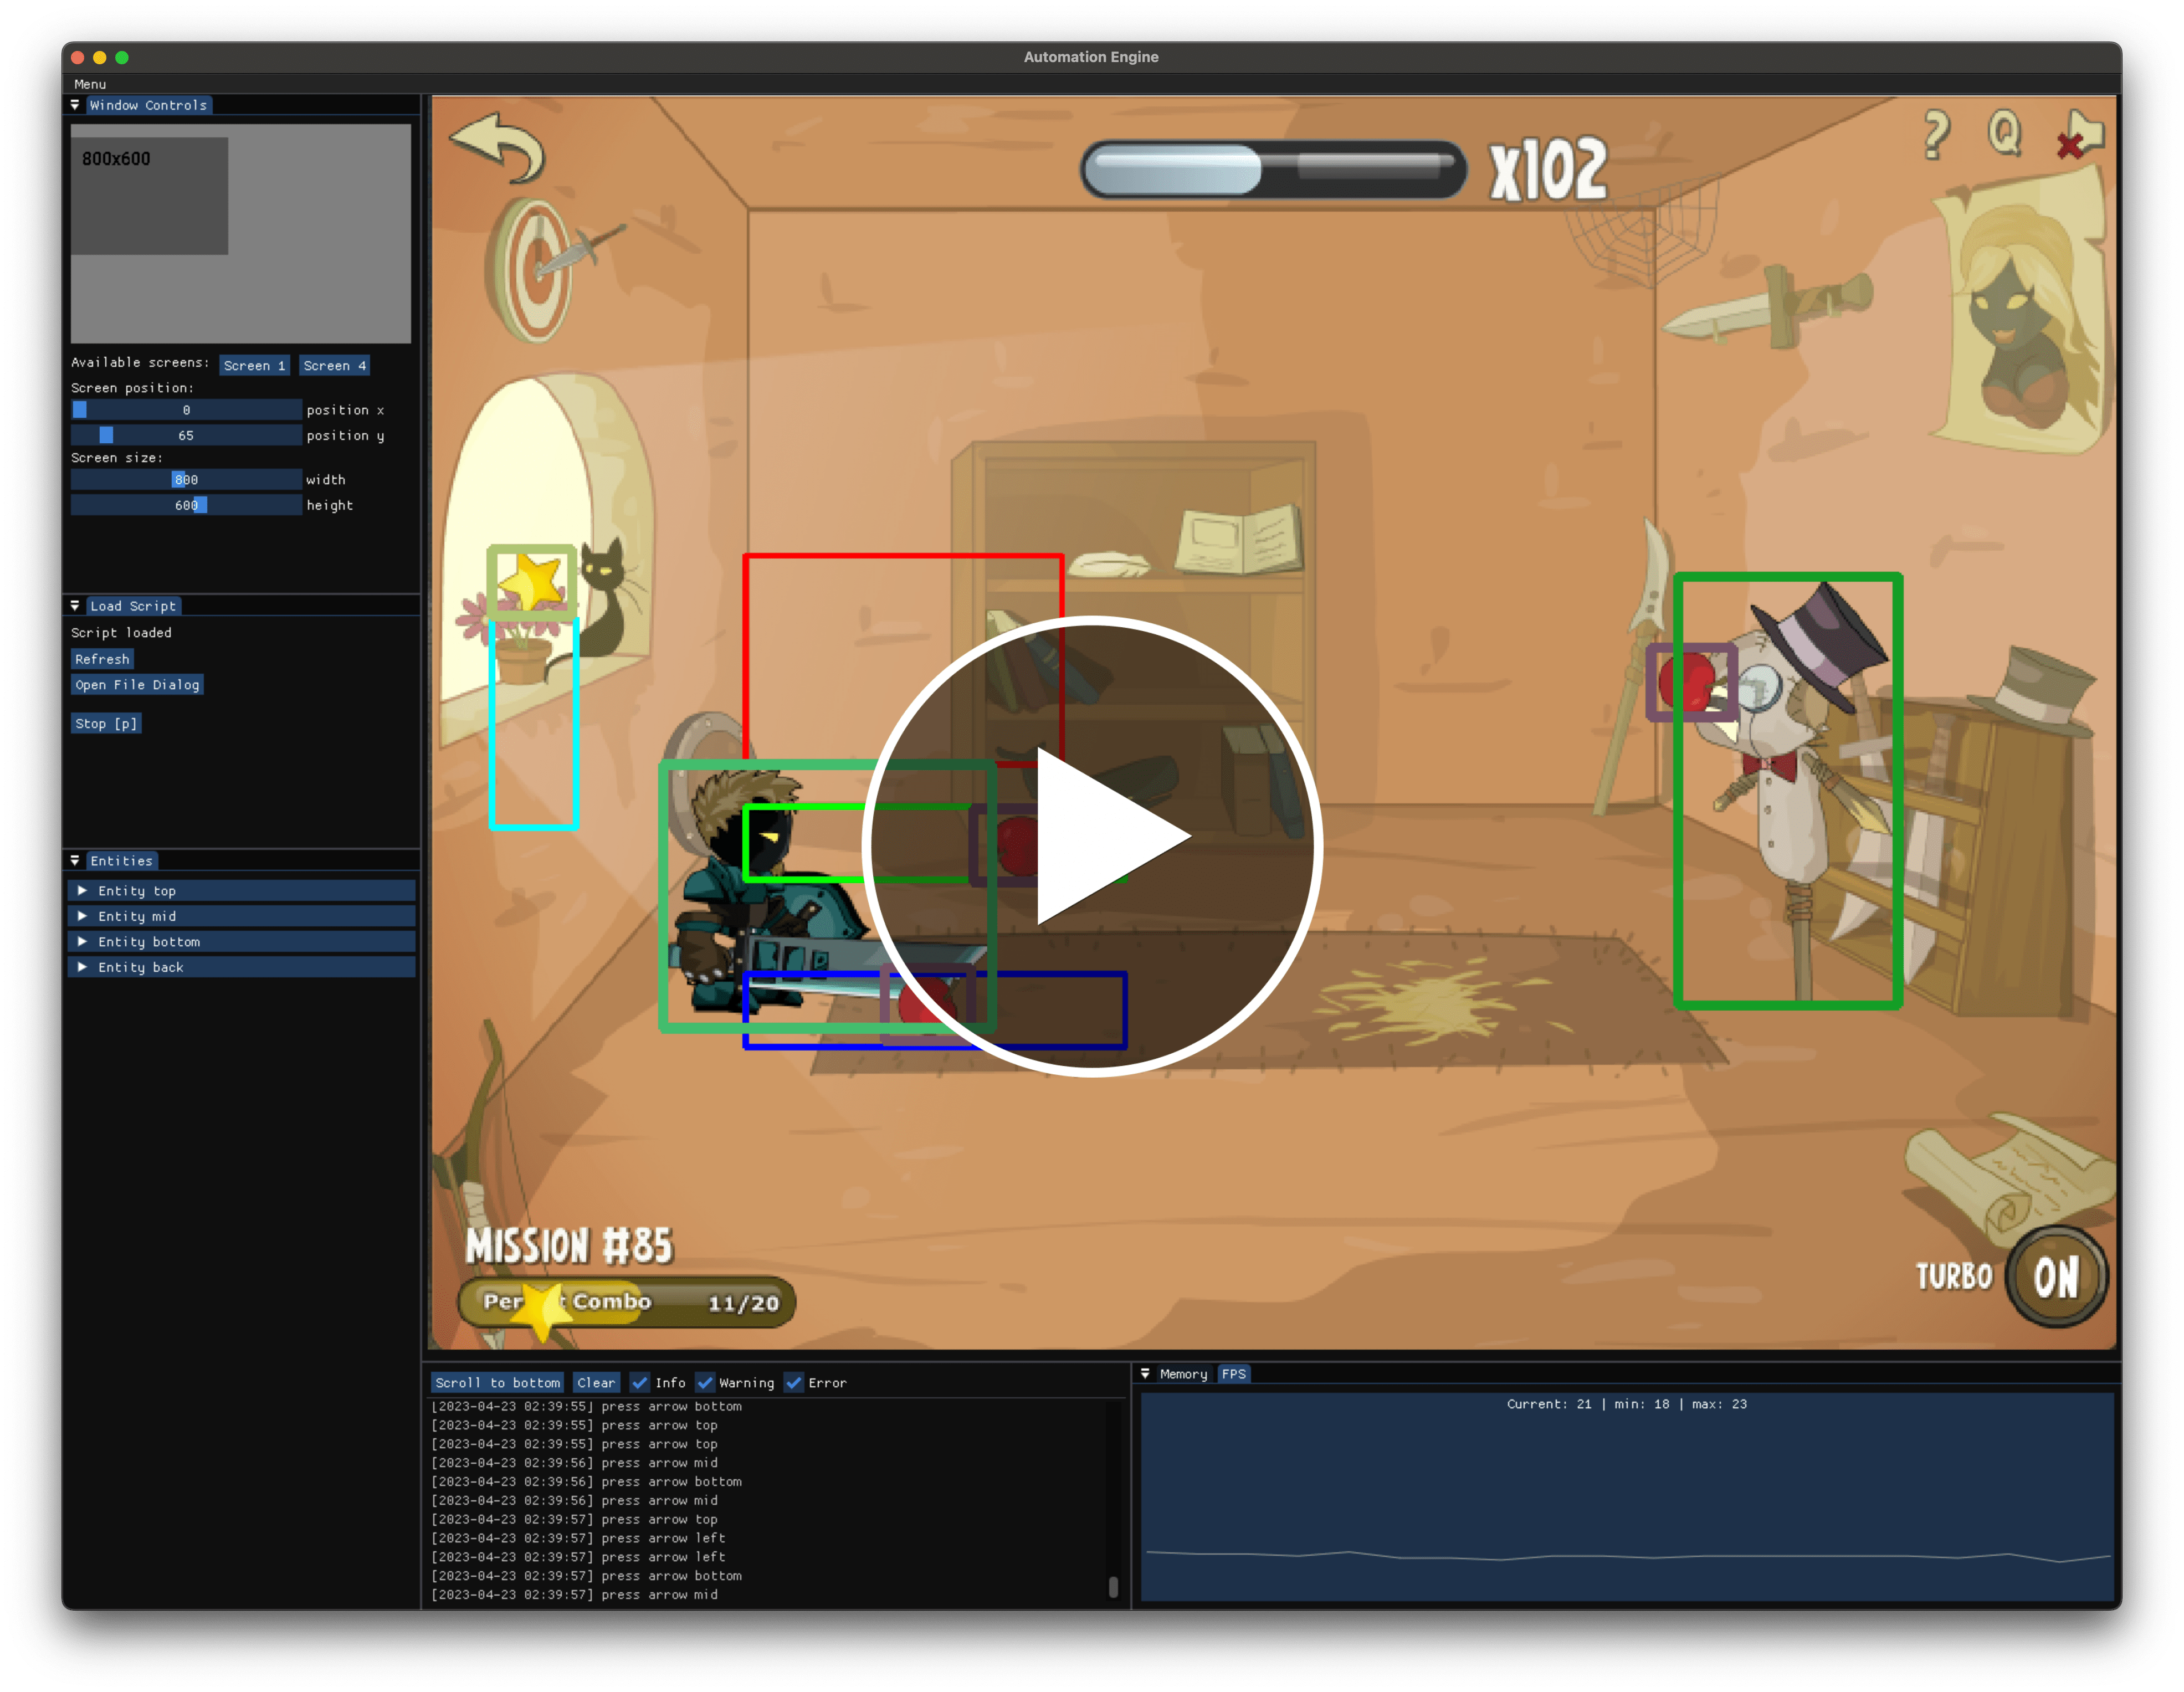 Automation Engine
Menu
Window Controls
800x600
Available screens: Screen 1 Screen 4
Screen position:
0 position x
65 position y
Screen size:
800 width
600 height
Load Script
Script loaded
Refresh
Open File Dialog
Stop [p]
Entities
Entity top
Entity mid
Entity bottom
Entity back
x102
? Q
MISSION #85
Per t Combo 11/20
TURBO ON
Scroll to bottom Clear Info Warning Error
[2023-04-23 02:39:55] press arrow bottom
[2023-04-23 02:39:55] press arrow top
[2023-04-23 02:39:55] press arrow top
[2023-04-23 02:39:56] press arrow mid
[2023-04-23 02:39:56] press arrow bottom
[2023-04-23 02:39:56] press arrow mid
[2023-04-23 02:39:57] press arrow top
[2023-04-23 02:39:57] press arrow left
[2023-04-23 02:39:57] press arrow left
[2023-04-23 02:39:57] press arrow bottom
[2023-04-23 02:39:57] press arrow mid
Memory FPS
Current: 21 | min: 18 | max: 23